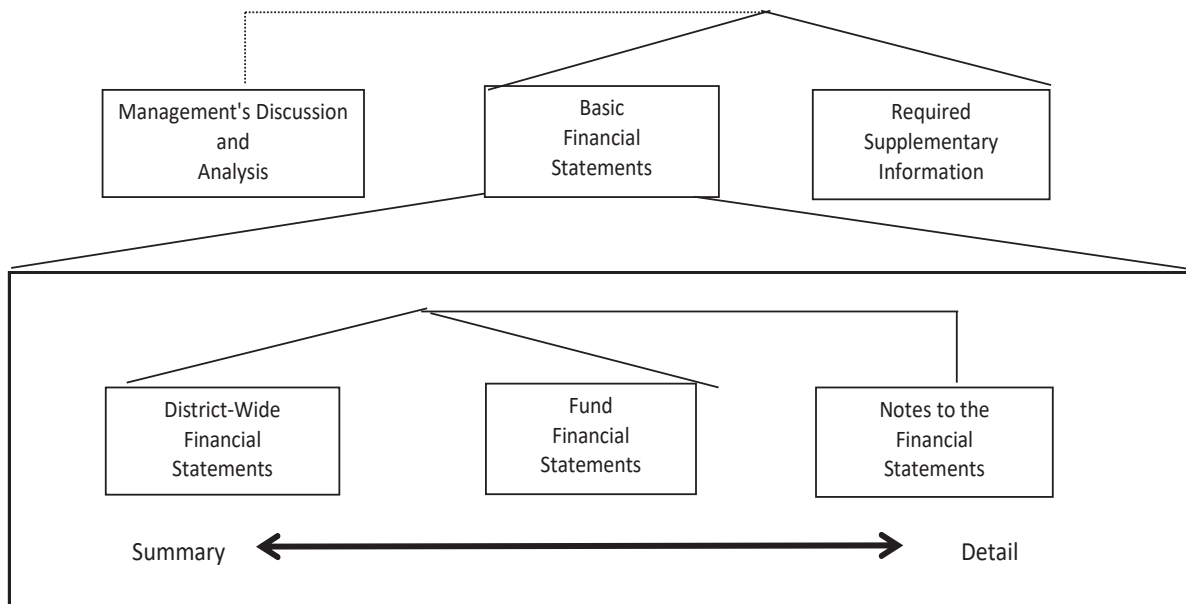 Management's Discussion
and
Analysis
Basic
Financial
Statements
Required
Supplementary
Information
District-Wide
Financial
Statements
Fund
Financial
Statements
Notes to the
Financial
Statements
Summary
Detail